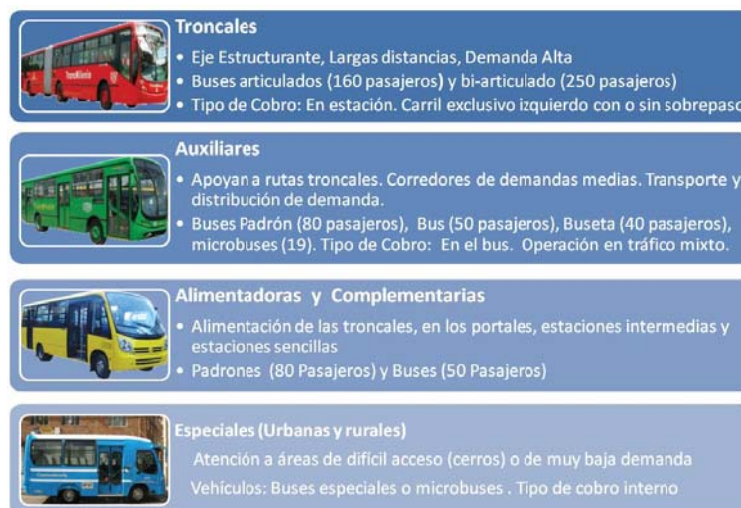 Troncales
• Eje Estructurante, Largas distancias, Demanda Alta
• Buses articulados (160 pasajeros) y bi-articulado (250 pasajeros)
• Tipo de Cobro: En estación. Carril exclusivo izquierdo con o sin sobrepaso
TransMilenio
Auxiliares
• Apoyan a rutas troncales. Corredores de demandas medias. Transporte y
distribución de demanda.
• Buses Padrón (80 pasajeros), Bus (50 pasajeros), Buseta (40 pasajeros),
microbuses (19). Tipo de Cobro: En el bus. Operación en tráfico mixto.
Alimentadoras y Complementarias
• Alimentación de las troncales, en los portales, estaciones intermedias y
estaciones sencillas
• Padrones (80 Pasajeros) y Buses (50 Pasajeros)
Especiales (Urbanas y rurales)
Atención a áreas de difícil acceso (cerros) o de muy baja demanda
Vehículos: Buses especiales o microbuses . Tipo de cobro interno